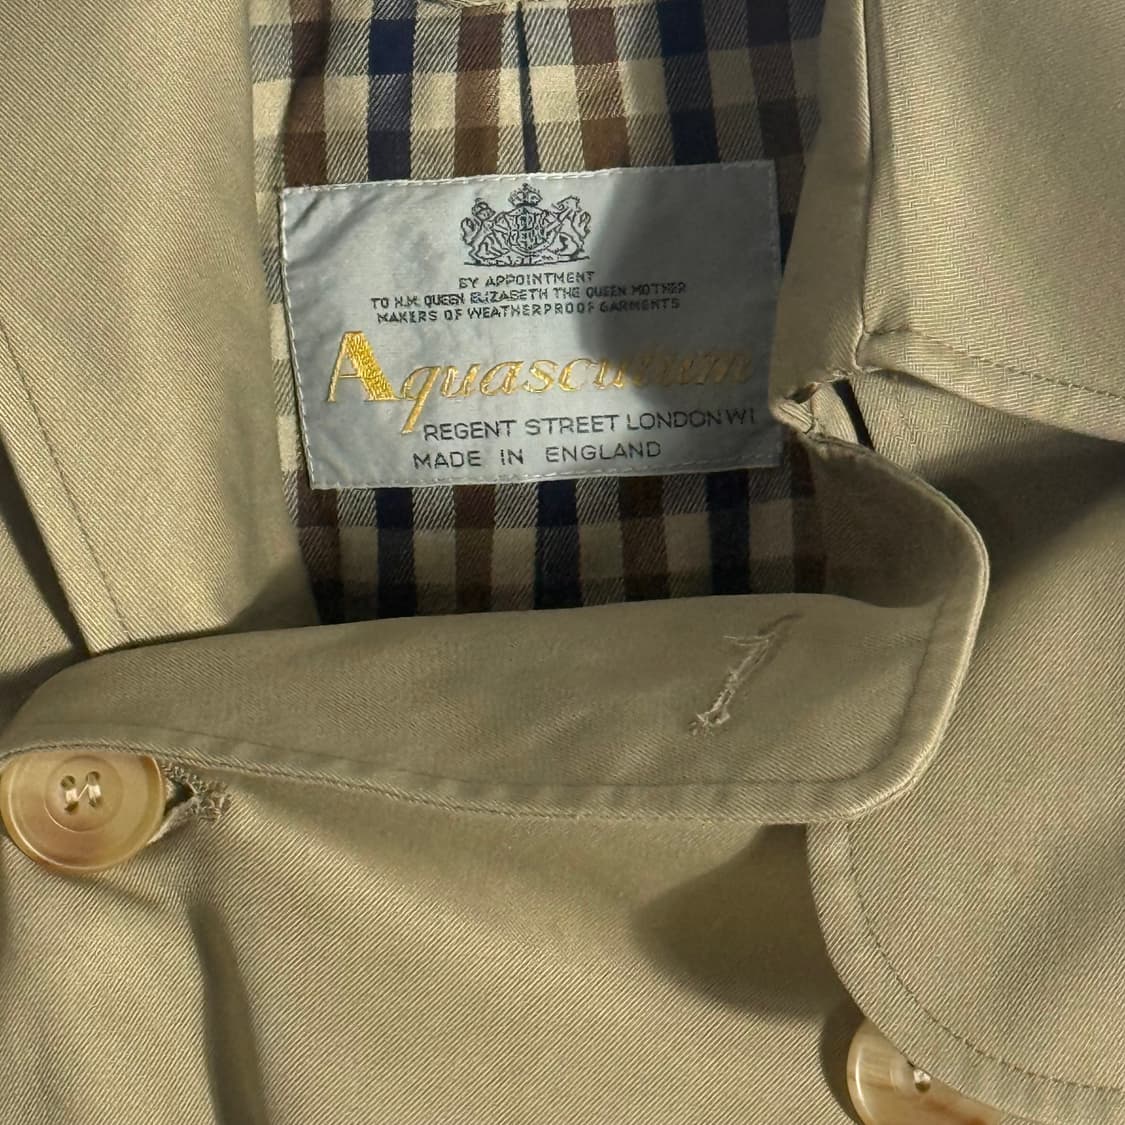 BY APPOINTMENT
TO H.M. QUEEN ELIZABETH THE QUEEN MOTHER
MAKERS OF WEATHERPROOF GARMENTS
Aquascutum
REGENT STREET LONDON W1
MADE IN ENGLAND